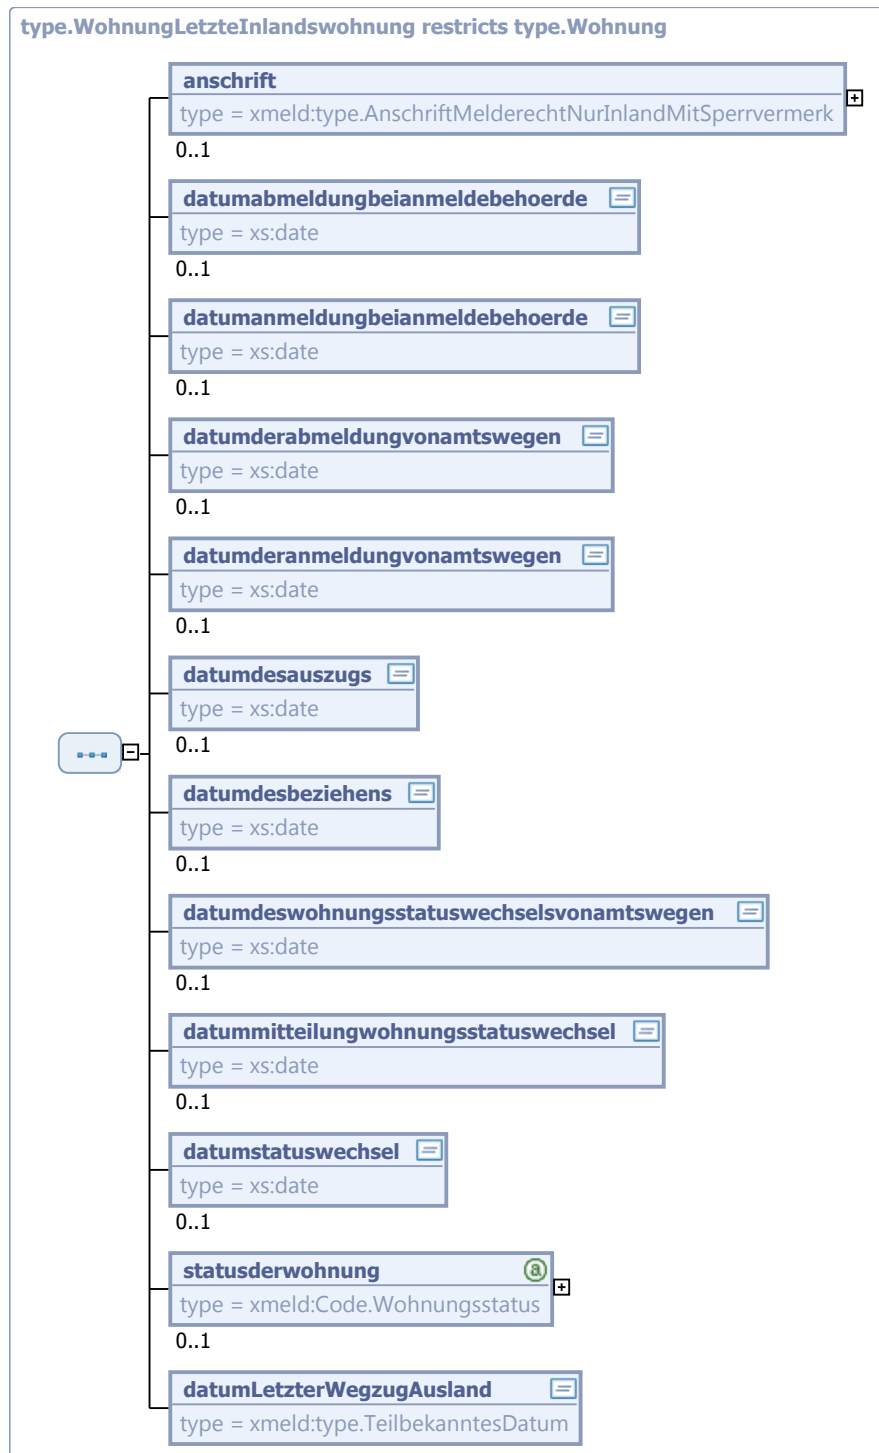 type.WohnungLetzteInlandswohnung restricts type.Wohnung
anschrift
type = xmeld:type.AnschriftMelderechtNurInlandMitSperrvermerk
0..1
datumabmeldungbeianmeldebehoerde
type = xs:date
0..1
datumanmeldungbeianmeldebehoerde
type = xs:date
0..1
datumderabmeldungvonamtswegen
type = xs:date
0..1
datumderanmeldungvonamtswegen
type = xs:date
0..1
datumdesauszugs
type = xs:date
0..1
datumdesbeziehens
type = xs:date
0..1
datumdeswohnungsstatuswechselsvonamtswegen
type = xs:date
0..1
datummitteilungwohnungsstatuswechsel
type = xs:date
0..1
datumstatuswechsel
type = xs:date
0..1
statusderwohnung
type = xmeld:Code.Wohnungsstatus
0..1
datumLetzterWegzugAusland
type = xmeld:type.TeilbekanntesDatum